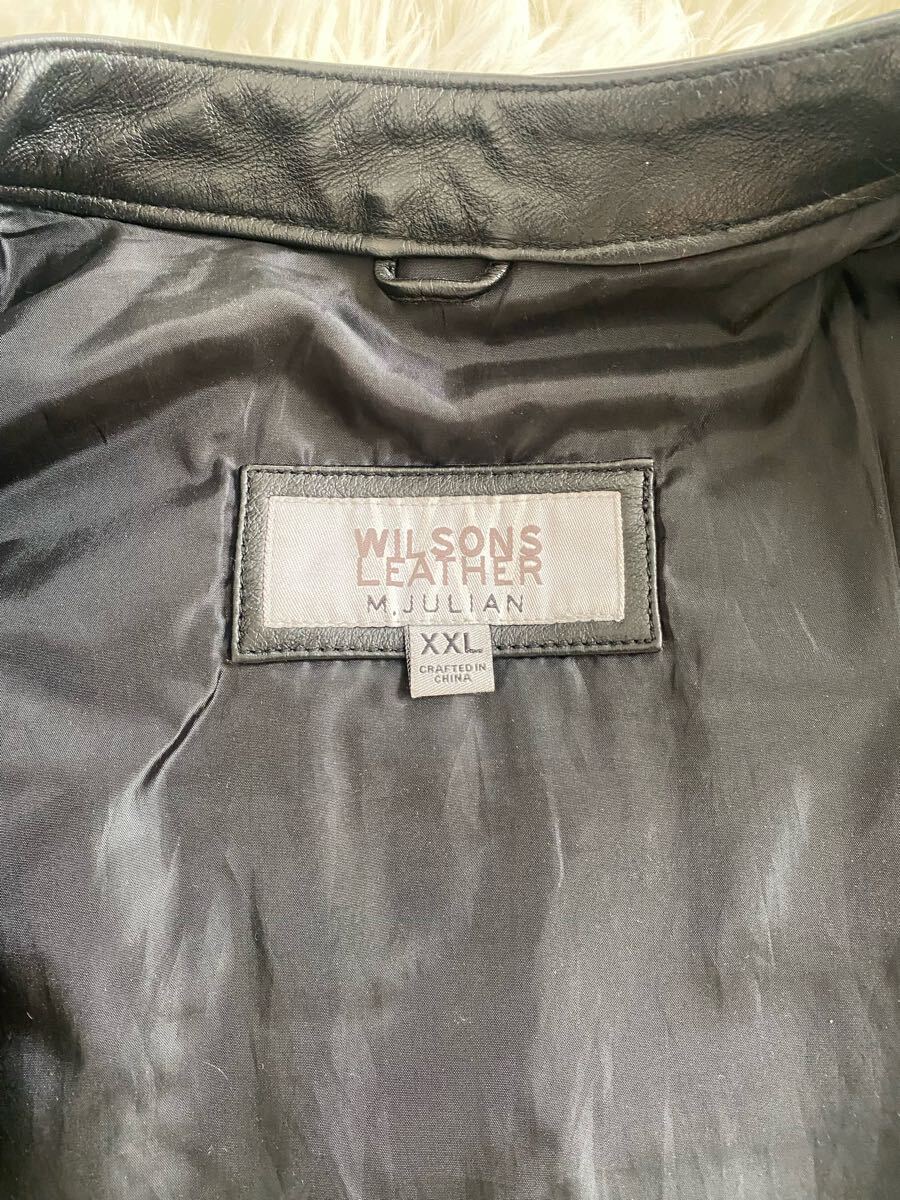 WILSONS
LEATHER
M.JULIAN
XXL
CRAFTED IN
CHINA